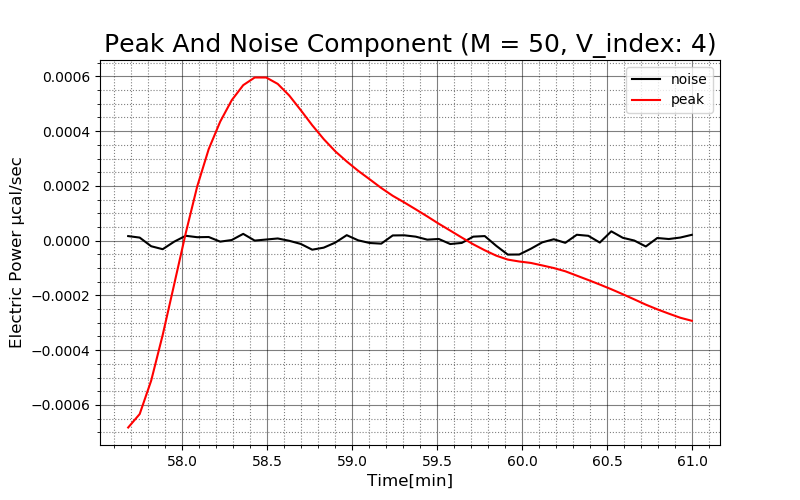 Peak And Noise Component (M = 50, V_index: 4)
noise
peak
0.0006
0.0004
0.0002
0.0000
−0.0002
−0.0004
−0.0006
Electric Power μcal/sec
58.0 58.5 59.0 59.5 60.0 60.5 61.0
Time[min]